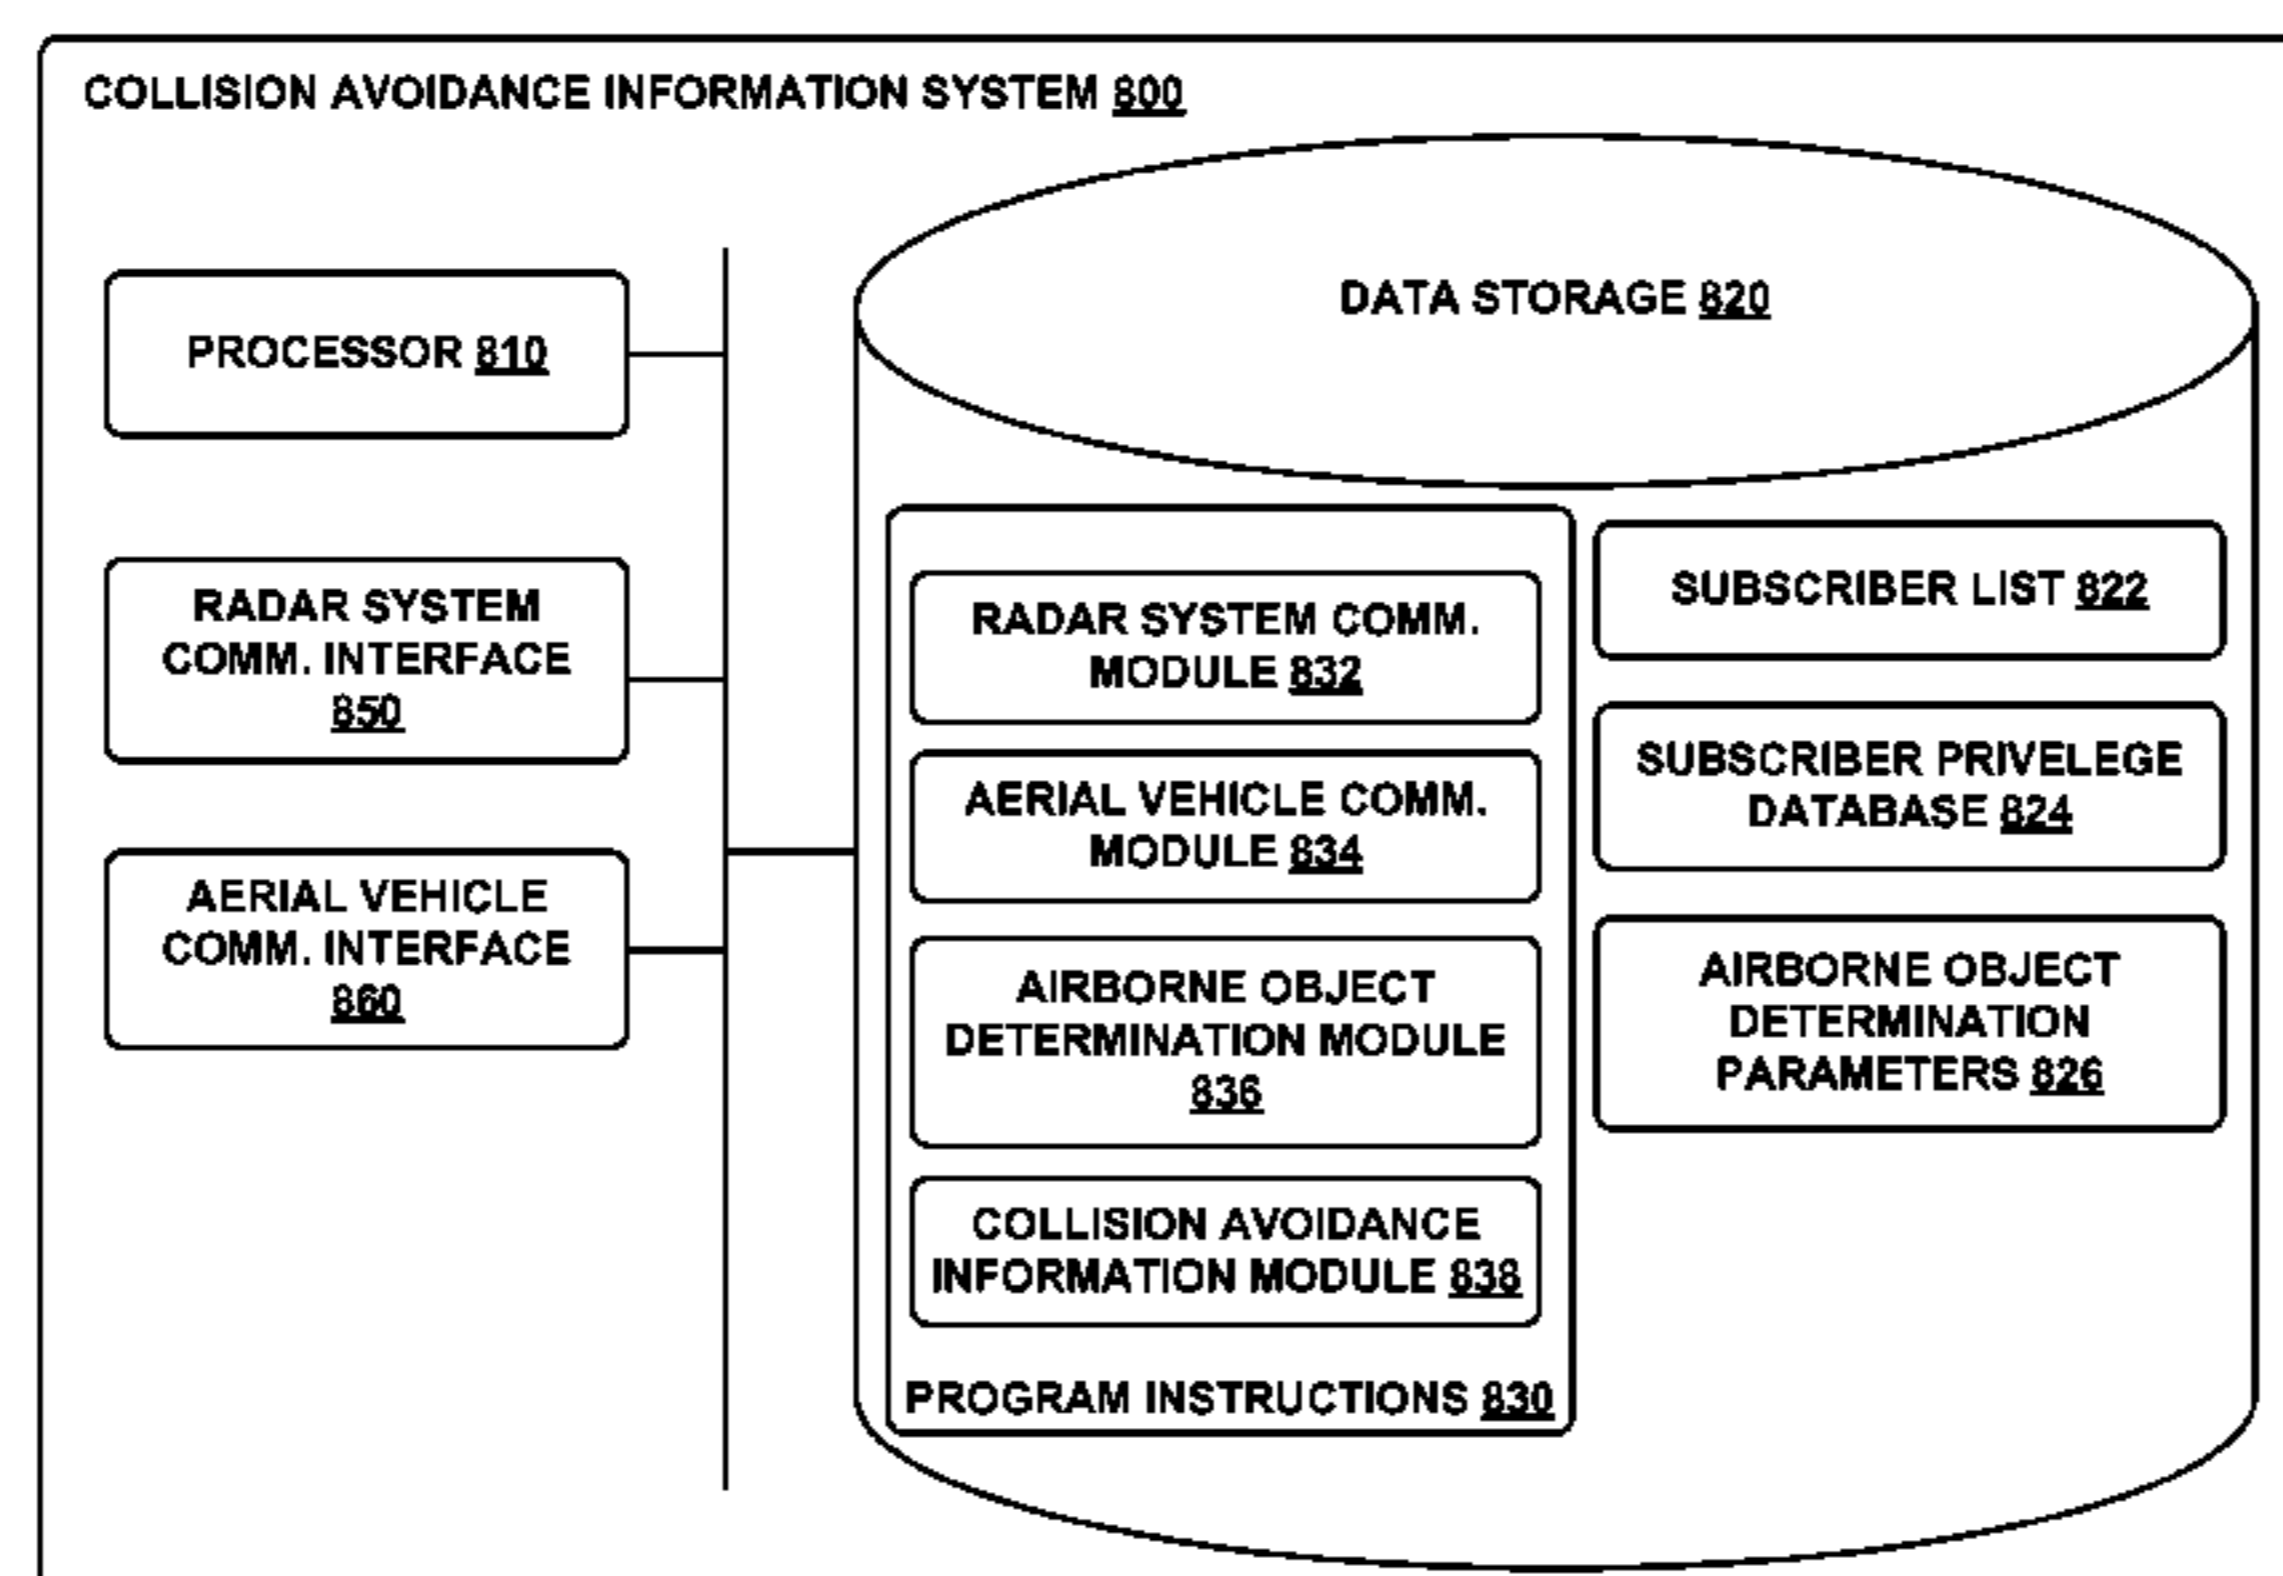 COLLISION AVOIDANCE INFORMATION SYSTEM 800
PROCESSOR 810
RADAR SYSTEM
COMM. INTERFACE
850
AERIAL VEHICLE
COMM. INTERFACE
860
DATA STORAGE 820
RADAR SYSTEM COMM.
MODULE 832
AERIAL VEHICLE COMM.
MODULE 834
AIRBORNE OBJECT
DETERMINATION MODULE
836
COLLISION AVOIDANCE
INFORMATION MODULE 838
PROGRAM INSTRUCTIONS 830
SUBSCRIBER LIST 822
SUBSCRIBER PRIVELEGE
DATABASE 824
AIRBORNE OBJECT
DETERMINATION
PARAMETERS 826